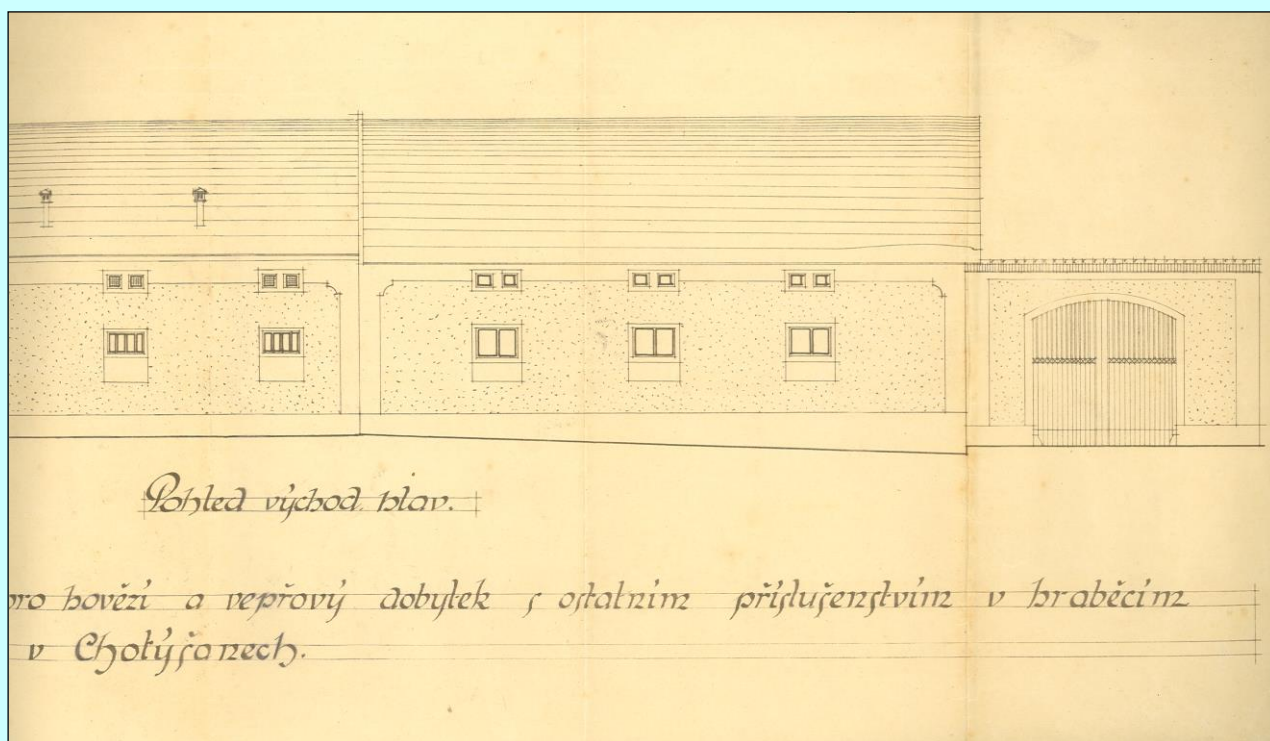 Pohled východ. hlav.
pro hovězí a vepřový dobytek s ostatním příslušenstvím v hraběcím
v Chotýšanech.